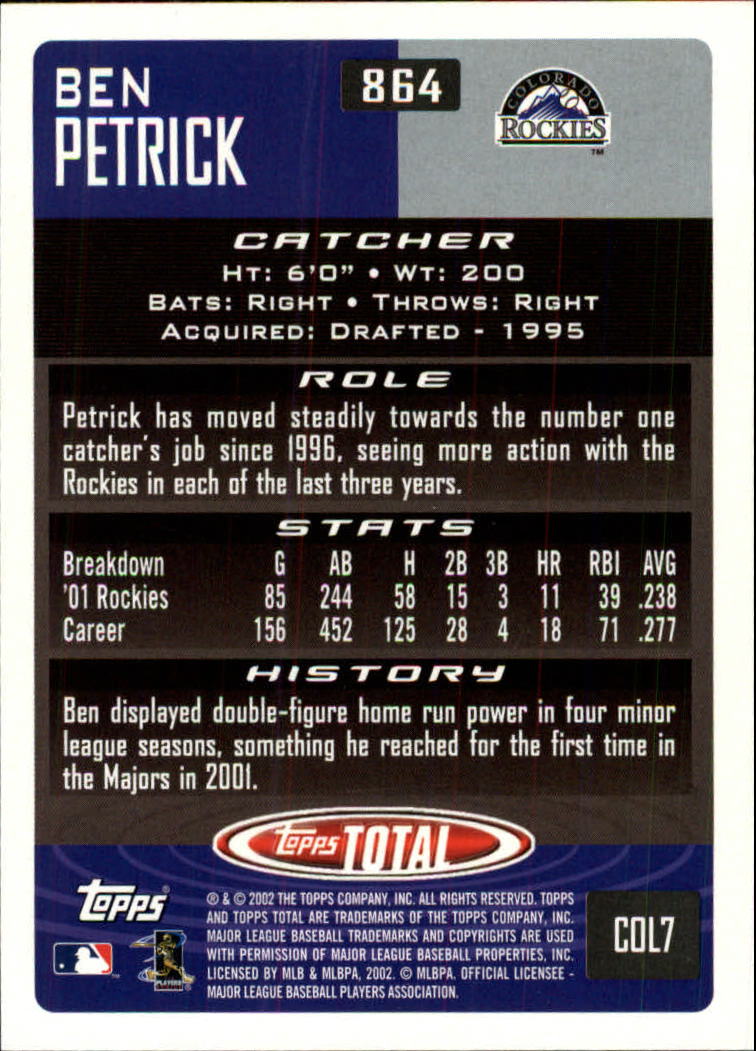 BEN
PETRICK
864
COLORADO
ROCKIES
TM
CATCHER
HT: 6'0" • WT: 200
BATS: RIGHT • THROWS: RIGHT
ACQUIRED: DRAFTED - 1995
ROLE
Petrick has moved steadily towards the number one
catcher's job since 1996, seeing more action with the
Rockies in each of the last three years.
STATS
Breakdown G AB H 2B 3B HR RBI AVG
'01 Rockies 85 244 58 15 3 11 39 .238
Career 156 452 125 28 4 18 71 .277
HISTORY
Ben displayed double-figure home run power in four minor
league seasons, something he reached for the first time in
the Majors in 2001.
Topps TOTAL
Topps®
® & © 2002 THE TOPPS COMPANY, INC. ALL RIGHTS RESERVED. TOPPS
AND TOPPS TOTAL ARE TRADEMARKS OF THE TOPPS COMPANY, INC.
MAJOR LEAGUE BASEBALL TRADEMARKS AND COPYRIGHTS ARE USED
WITH PERMISSION OF MAJOR LEAGUE BASEBALL PROPERTIES, INC.
LICENSED BY MLB & MLBPA, 2002. © MLBPA. OFFICIAL LICENSEE -
MAJOR LEAGUE BASEBALL PLAYERS ASSOCIATION.
PLAYERS
COL7